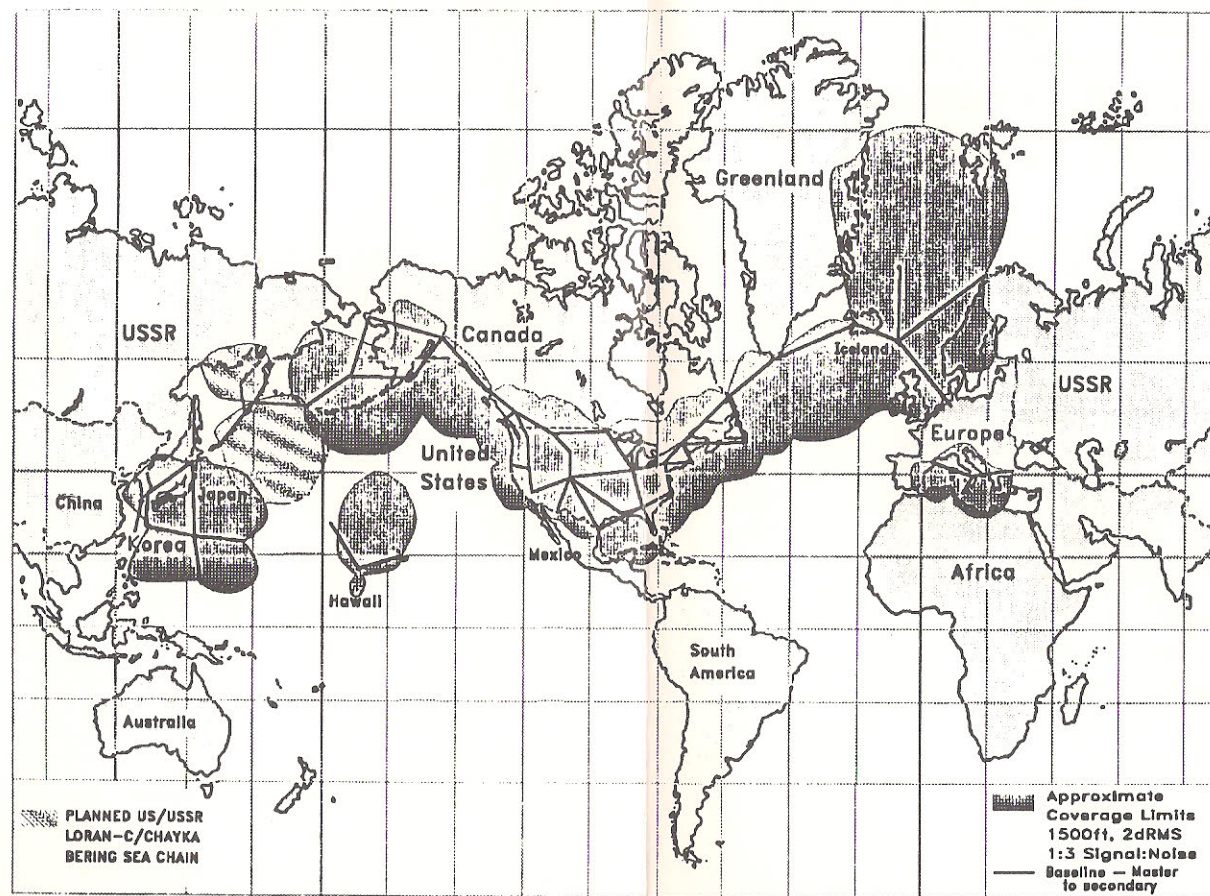 Greenland
USSR
Canada
Iceland
USSR
Europe
United
States
China
Japan
Korea
Mexico
Africa
Hawaii
South
America
Australia
PLANNED US/USSR
LORAN-C/CHAYKA
BERING SEA CHAIN
Approximate
Coverage Limits
1500ft, 2dRMS
1:3 Signal:Noise
Baseline — Master
to secondary